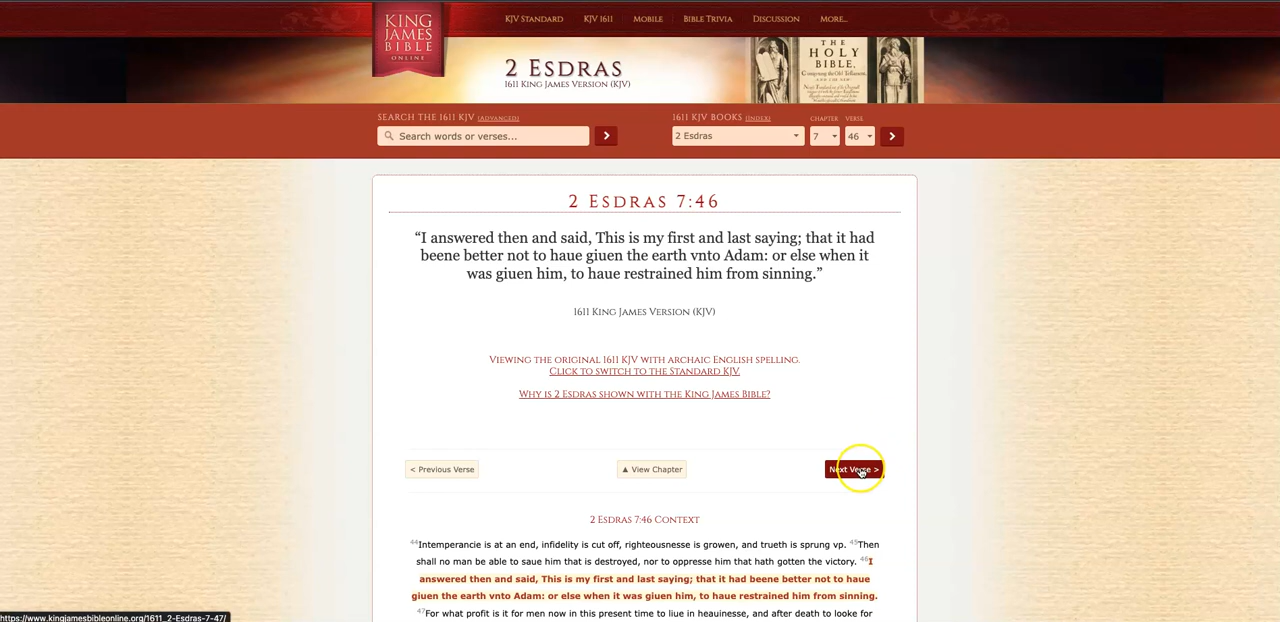 KING
JAMES
BIBLE
ONLINE
KJV STANDARD KJV 1611 MOBILE BIBLE TRIVIA DISCUSSION MORE...
2 ESDRAS
1611 KING JAMES VERSION (KJV)
THE
HOLY
BIBLE,
SEARCH THE 1611 KJV (ADVANCED)
Search words or verses...
1611 KJV BOOKS (INDEX) CHAPTER VERSE
2 Esdras 7 46
2 ESDRAS 7:46
“I answered then and said, This is my first and last saying; that it had
beene better not to haue giuen the earth vnto Adam: or else when it
was giuen him, to haue restrained him from sinning.”
1611 KING JAMES VERSION (KJV)
VIEWING THE ORIGINAL 1611 KJV WITH ARCHAIC ENGLISH SPELLING.
CLICK TO SWITCH TO THE STANDARD KJV.
WHY IS 2 ESDRAS SHOWN WITH THE KING JAMES BIBLE?
< Previous Verse ▲ View Chapter Next Verse >
2 ESDRAS 7:46 CONTEXT
44Intemperancie is at an end, infidelity is cut off, righteousnesse is growen, and trueth is sprung vp. 45Then
shall no man be able to saue him that is destroyed, nor to oppresse him that hath gotten the victory. 46I
answered then and said, This is my first and last saying; that it had beene better not to haue
giuen the earth vnto Adam: or else when it was giuen him, to haue restrained him from sinning.
47For what profit is it for men now in this present time to liue in heauinesse, and after death to looke for
https://www.kingjamesbibleonline.org/1611_2-Esdras-7-47/